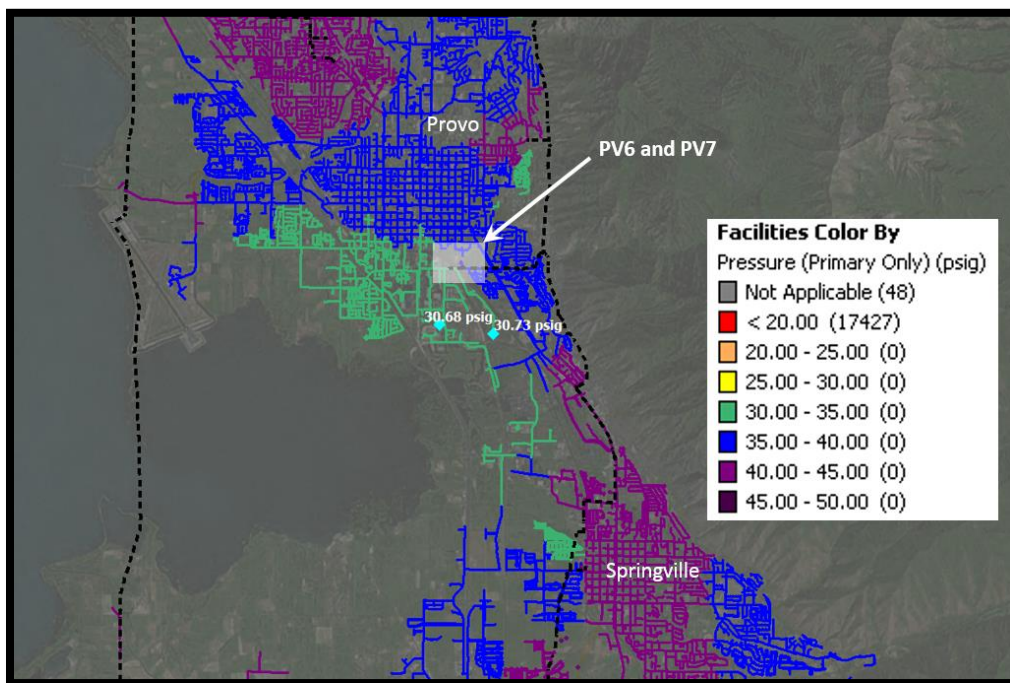 Provo
PV6 and PV7
30.68 psig
30.73 psig
Springville
Facilities Color By
Pressure (Primary Only) (psig)
Not Applicable (48)
< 20.00 (17427)
20.00 - 25.00 (0)
25.00 - 30.00 (0)
30.00 - 35.00 (0)
35.00 - 40.00 (0)
40.00 - 45.00 (0)
45.00 - 50.00 (0)